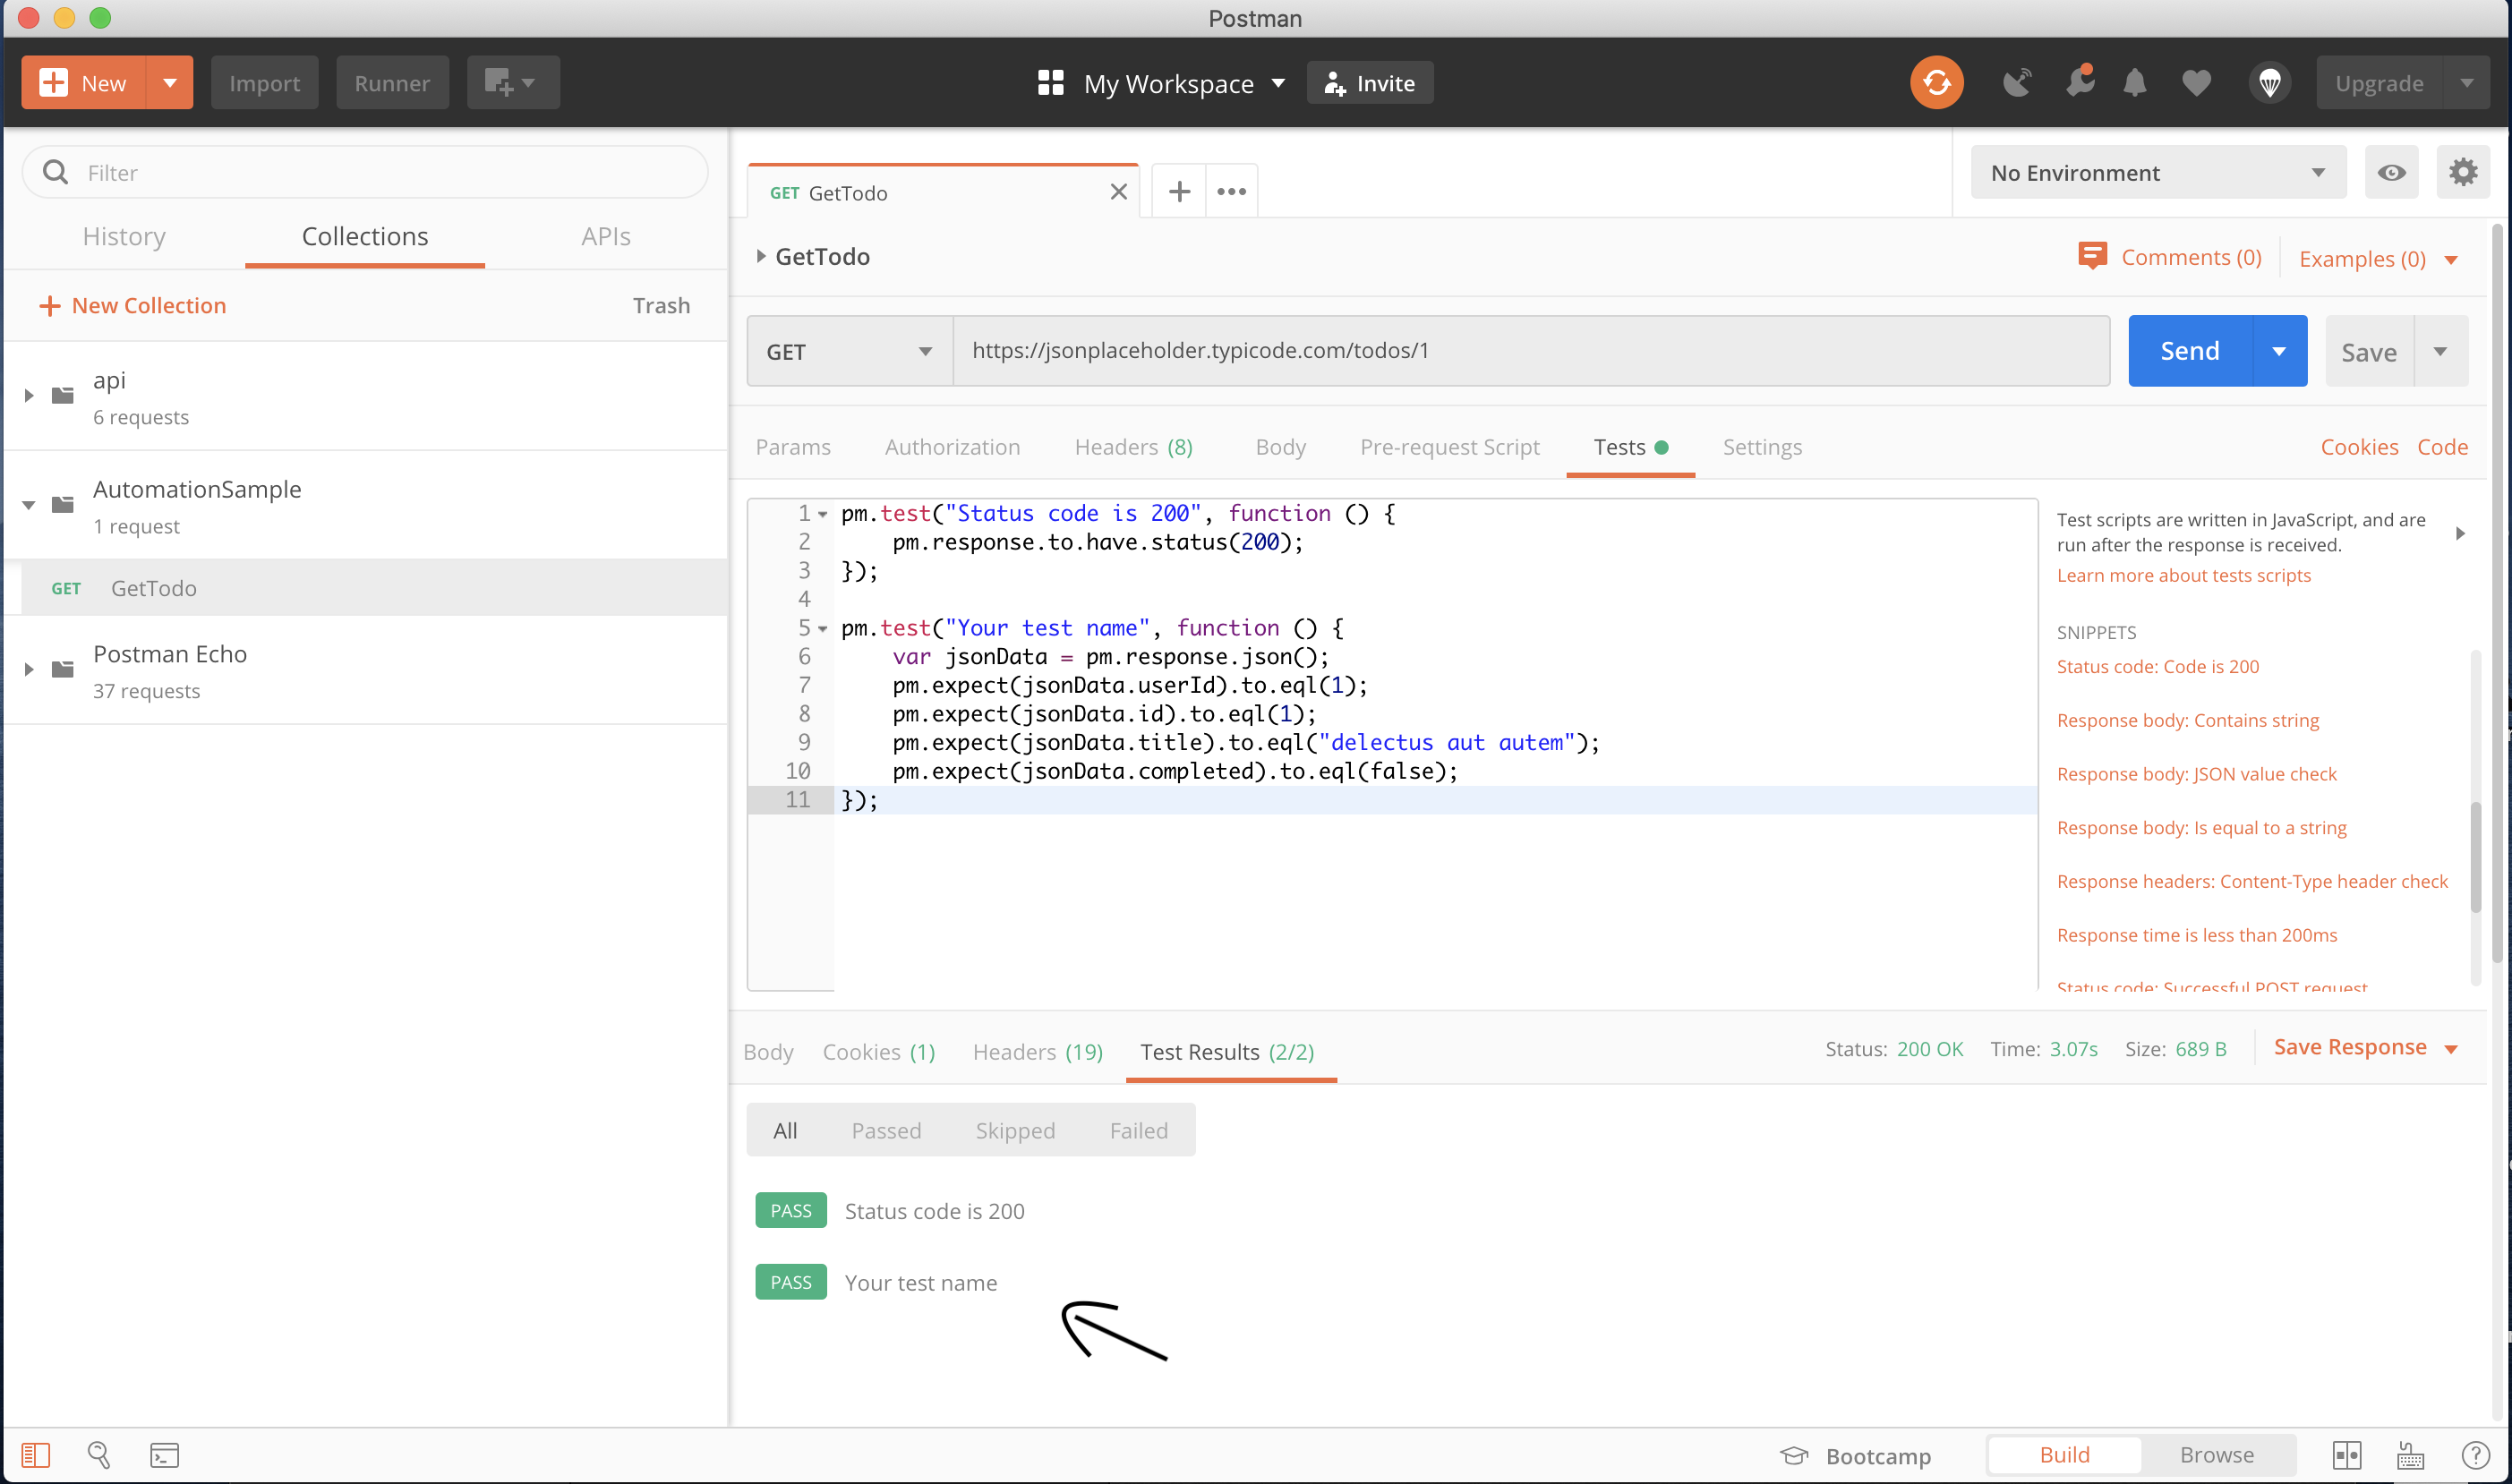 Postman
New
Import
Runner
My Workspace
Invite
Upgrade
Filter
History
Collections
APIs
New Collection
Trash
api
6 requests
AutomationSample
1 request
GET GetTodo
Postman Echo
37 requests
GET GetTodo
No Environment
GetTodo
Comments (0)
Examples (0)
GET
https://jsonplaceholder.typicode.com/todos/1
Send
Save
Params
Authorization
Headers (8)
Body
Pre-request Script
Tests
Settings
Cookies
Code
1 pm.test("Status code is 200", function () {
2     pm.response.to.have.status(200);
3 });
4
5 pm.test("Your test name", function () {
6     var jsonData = pm.response.json();
7     pm.expect(jsonData.userId).to.eql(1);
8     pm.expect(jsonData.id).to.eql(1);
9     pm.expect(jsonData.title).to.eql("delectus aut autem");
10     pm.expect(jsonData.completed).to.eql(false);
11 });
Test scripts are written in JavaScript, and are
run after the response is received.
Learn more about tests scripts
SNIPPETS
Status code: Code is 200
Response body: Contains string
Response body: JSON value check
Response body: Is equal to a string
Response headers: Content-Type header check
Response time is less than 200ms
Status code: Successful POST request
Body
Cookies (1)
Headers (19)
Test Results (2/2)
Status: 200 OK
Time: 3.07s
Size: 689 B
Save Response
All
Passed
Skipped
Failed
PASS Status code is 200
PASS Your test name
Bootcamp
Build
Browse